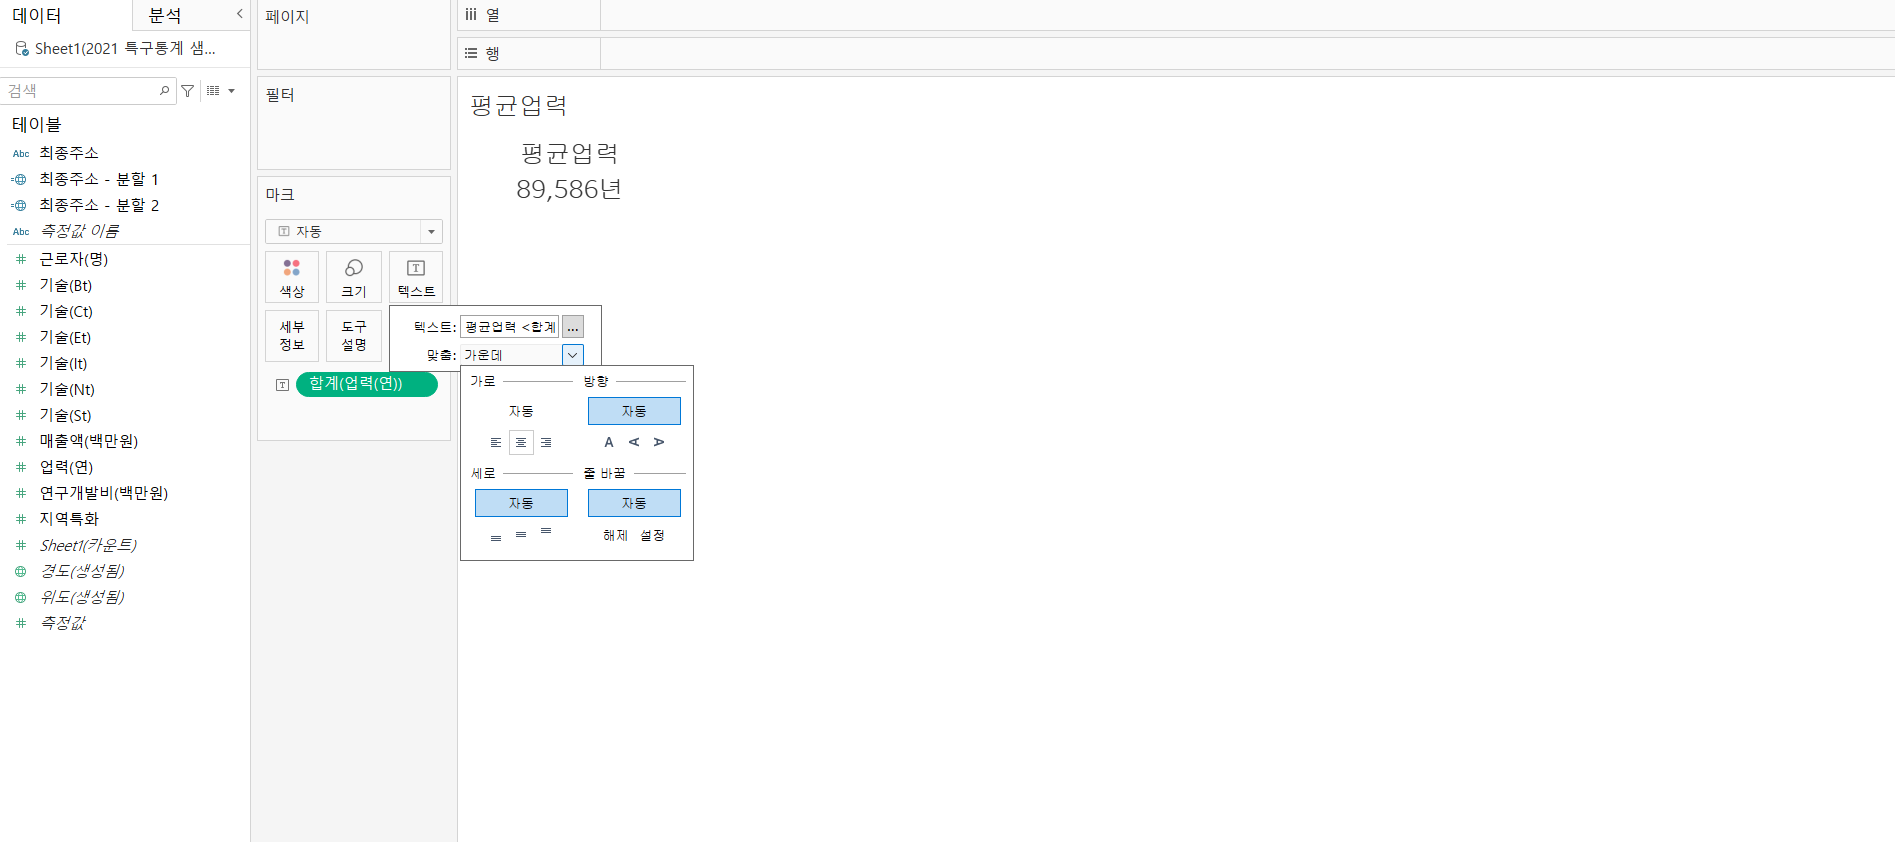 데이터
분석
Sheet1(2021 특구통계 샘...
검색
테이블
Abc 최종주소
최종주소 - 분할 1
최종주소 - 분할 2
Abc 측정값 이름
근로자(명)
기술(Bt)
기술(Ct)
기술(Et)
기술(It)
기술(Nt)
기술(St)
매출액(백만원)
업력(연)
연구개발비(백만원)
지역특화
Sheet1(카운트)
경도(생성됨)
위도(생성됨)
측정값
페이지
필터
마크
자동
색상
크기
텍스트
세부
정보
도구
설명
텍스트: 평균업력 <합계 ...
맞춤: 가운데
합계(업력(연))
가로
방향
자동
자동
A A A
세로
줄 바꿈
자동
자동
해제 설정
열
행
평균업력
평균업력
89,586년